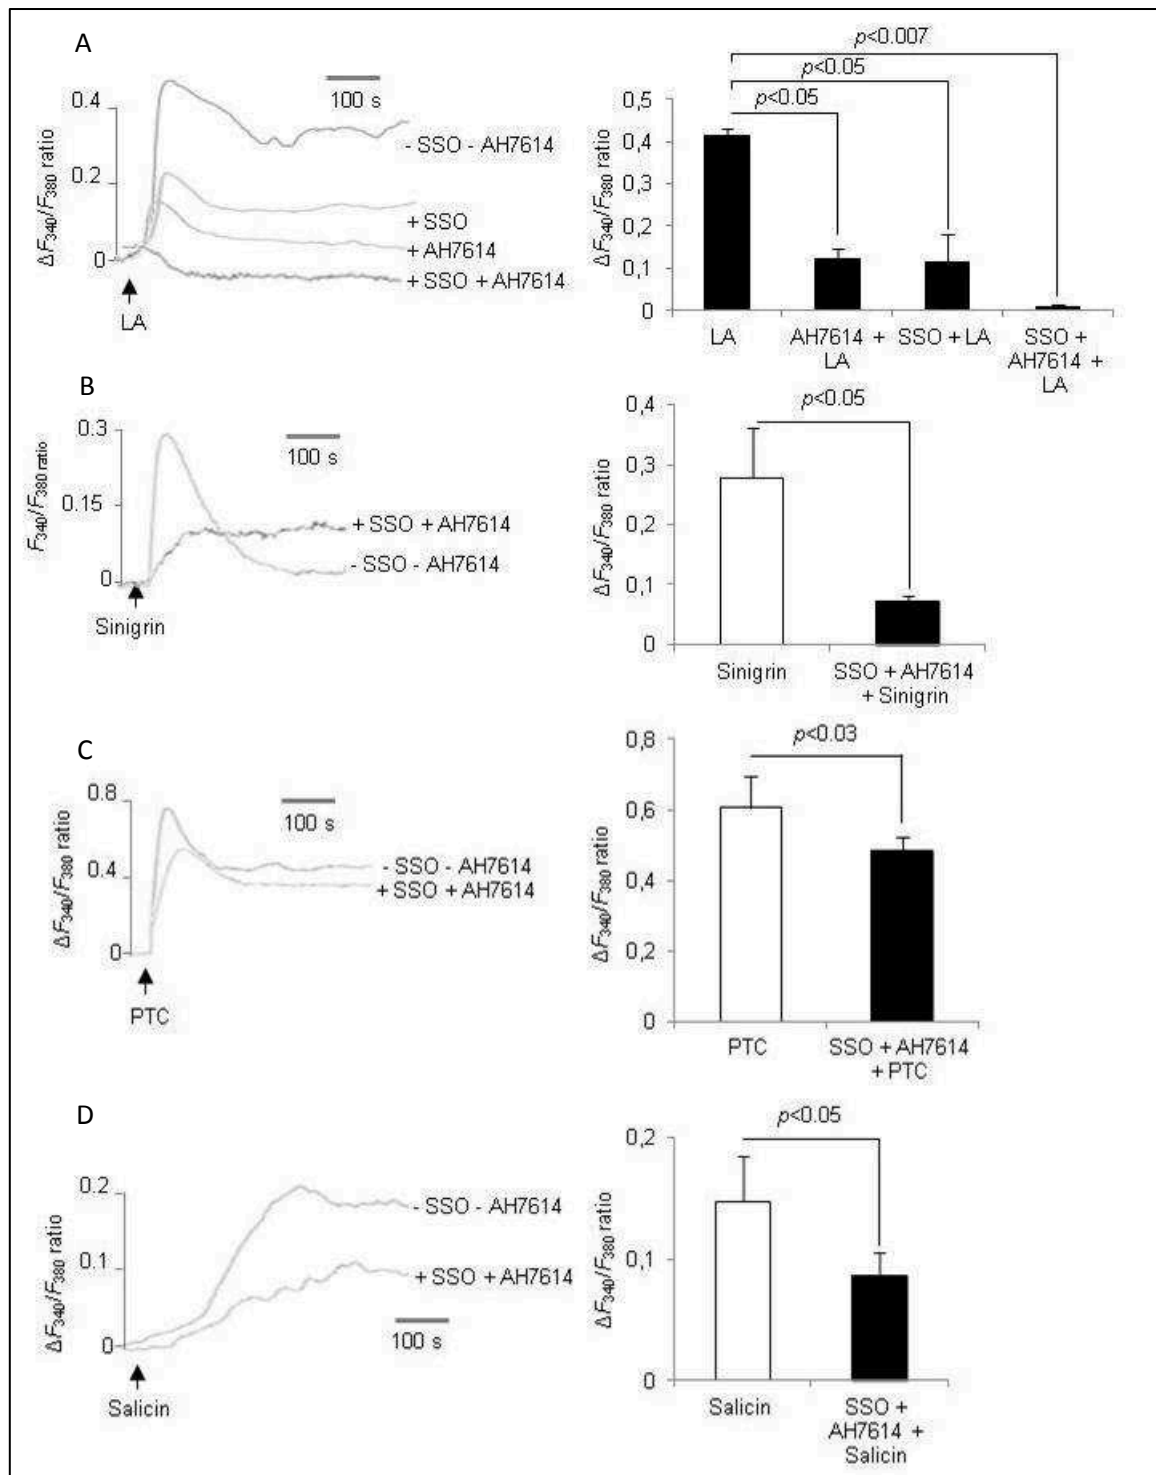 A
0.4
0.2
0
ΔF340/F380 ratio
100 s
- SSO - AH7614
+ SSO
+ AH7614
+ SSO + AH7614
LA
p<0.007
p<0.05
p<0.05
0,5
0,4
0,3
0,2
0,1
0
ΔF340/F380 ratio
LA
AH7614 +
LA
SSO + LA
SSO +
AH7614 +
LA
B
0.3
0.15
0
F340/F380 ratio
100 s
+ SSO + AH7614
- SSO - AH7614
Sinigrin
p<0.05
0,4
0,3
0,2
0,1
0
ΔF340/F380 ratio
Sinigrin
SSO + AH7614
+ Sinigrin
C
0.8
0.4
0
ΔF340/F380 ratio
100 s
- SSO - AH7614
+ SSO + AH7614
PTC
p<0.03
0,8
0,6
0,4
0,2
0
ΔF340/F380 ratio
PTC
SSO + AH7614
+ PTC
D
0.2
0.1
0
ΔF340/F380 ratio
- SSO - AH7614
+ SSO + AH7614
100 s
Salicin
p<0.05
0,2
0,1
0
ΔF340/F380 ratio
Salicin
SSO +
AH7614 +
Salicin